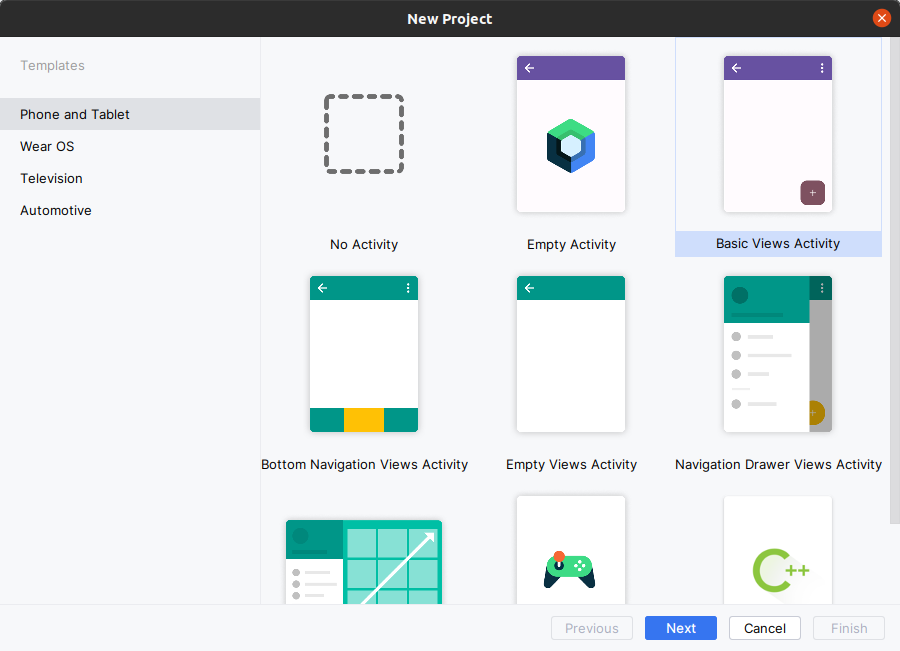 New Project
Templates
Phone and Tablet
Wear OS
Television
Automotive
No Activity
Empty Activity
Basic Views Activity
Bottom Navigation Views Activity
Empty Views Activity
Navigation Drawer Views Activity
C++
Previous
Next
Cancel
Finish